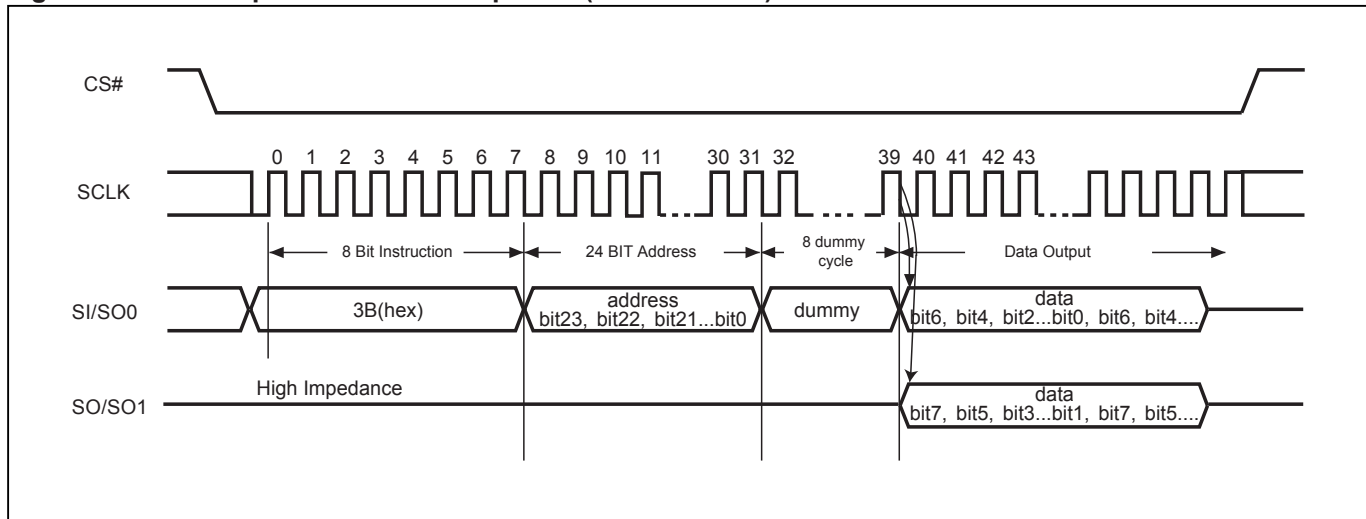 CS#
0 1 2 3 4 5 6 7 8 9 10 11 30 31 32 39 40 41 42 43
SCLK
8 Bit Instruction 24 BIT Address 8 dummy cycle Data Output
SI/SO0
3B(hex)
address
bit23, bit22, bit21...bit0
dummy
data
bit6, bit4, bit2...bit0, bit6, bit4....
High Impedance
SO/SO1
data
bit7, bit5, bit3...bit1, bit7, bit5....